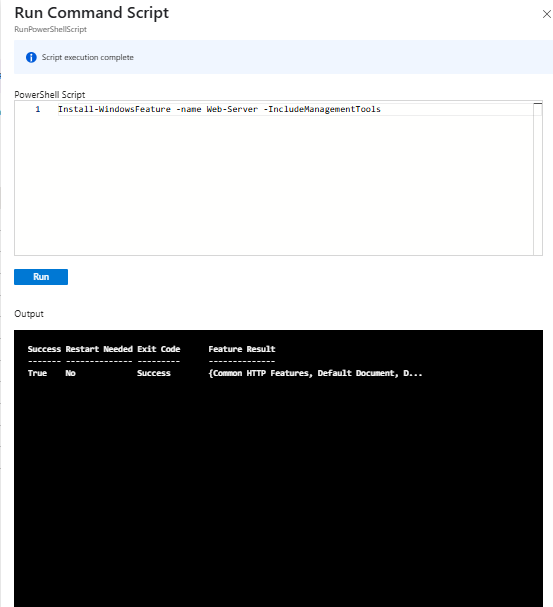 Run Command Script
RunPowerShellScript
Script execution complete
PowerShell Script
1 Install-WindowsFeature -name Web-Server -IncludeManagementTools
Run
Output
Success Restart Needed Exit Code Feature Result
------- -------------- --------- --------------
True No Success {Common HTTP Features, Default Document, D...